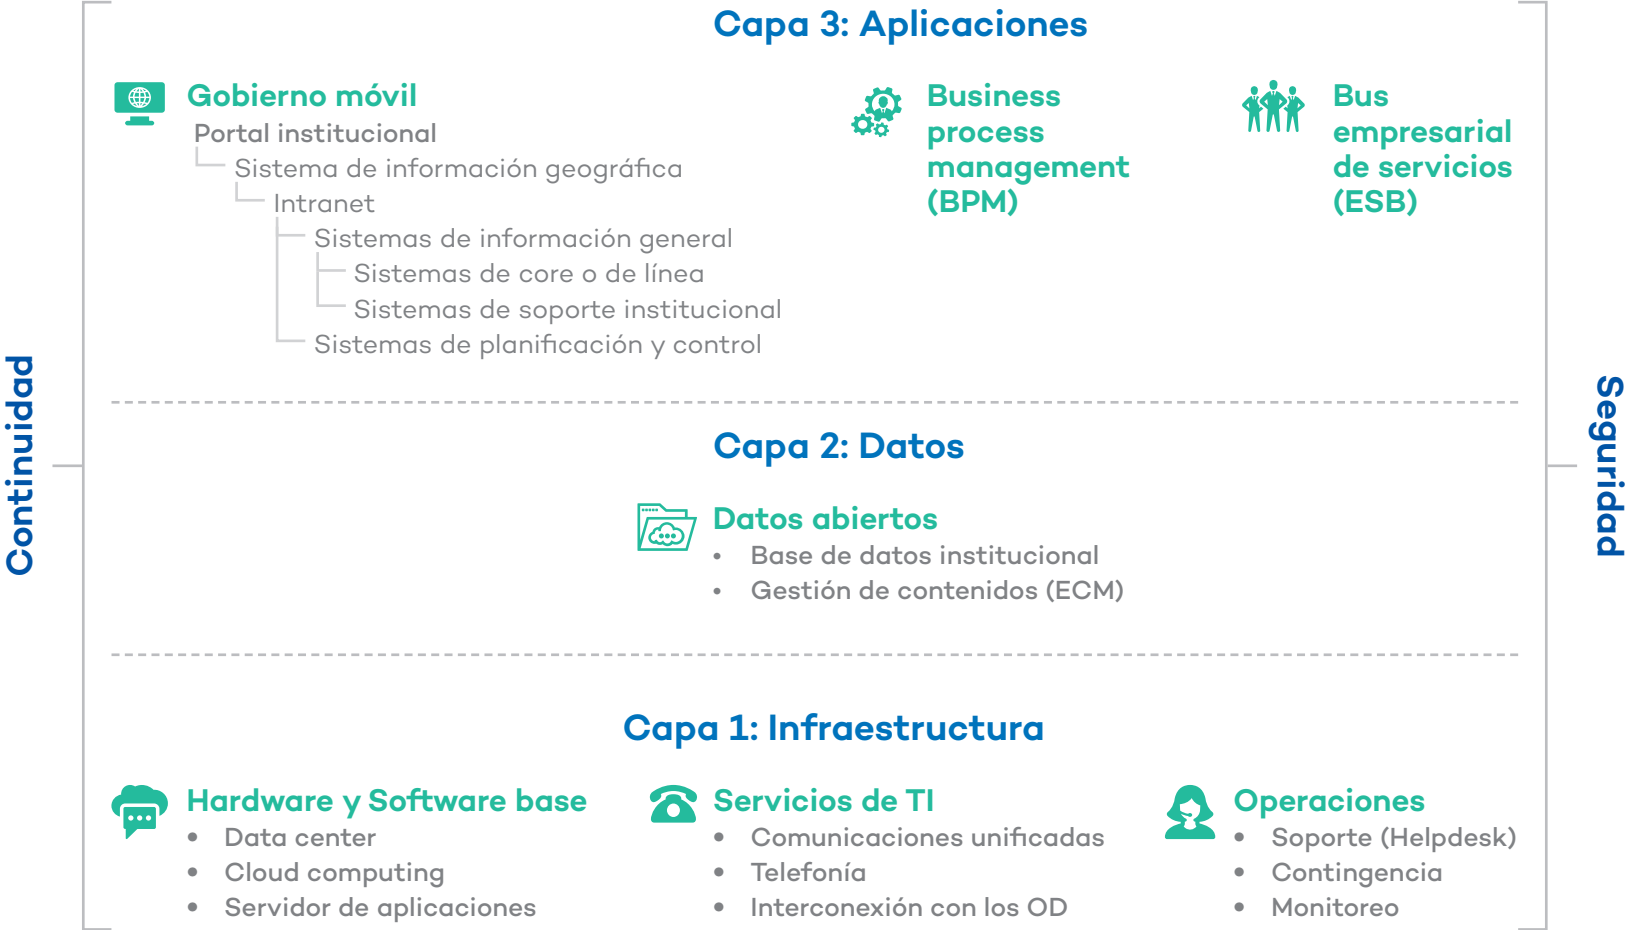 Capa 3: Aplicaciones
Gobierno móvil
Portal institucional
Sistema de información geográfica
Intranet
Sistemas de información general
Sistemas de core o de línea
Sistemas de soporte institucional
Sistemas de planificación y control
Business
process
management
(BPM)
Bus
empresarial
de servicios
(ESB)
Continuidad
Seguridad
Capa 2: Datos
Datos abiertos
• Base de datos institucional
• Gestión de contenidos (ECM)
Capa 1: Infraestructura
Hardware y Software base
• Data center
• Cloud computing
• Servidor de aplicaciones
Servicios de TI
• Comunicaciones unificadas
• Telefonía
• Interconexión con los OD
Operaciones
• Soporte (Helpdesk)
• Contingencia
• Monitoreo